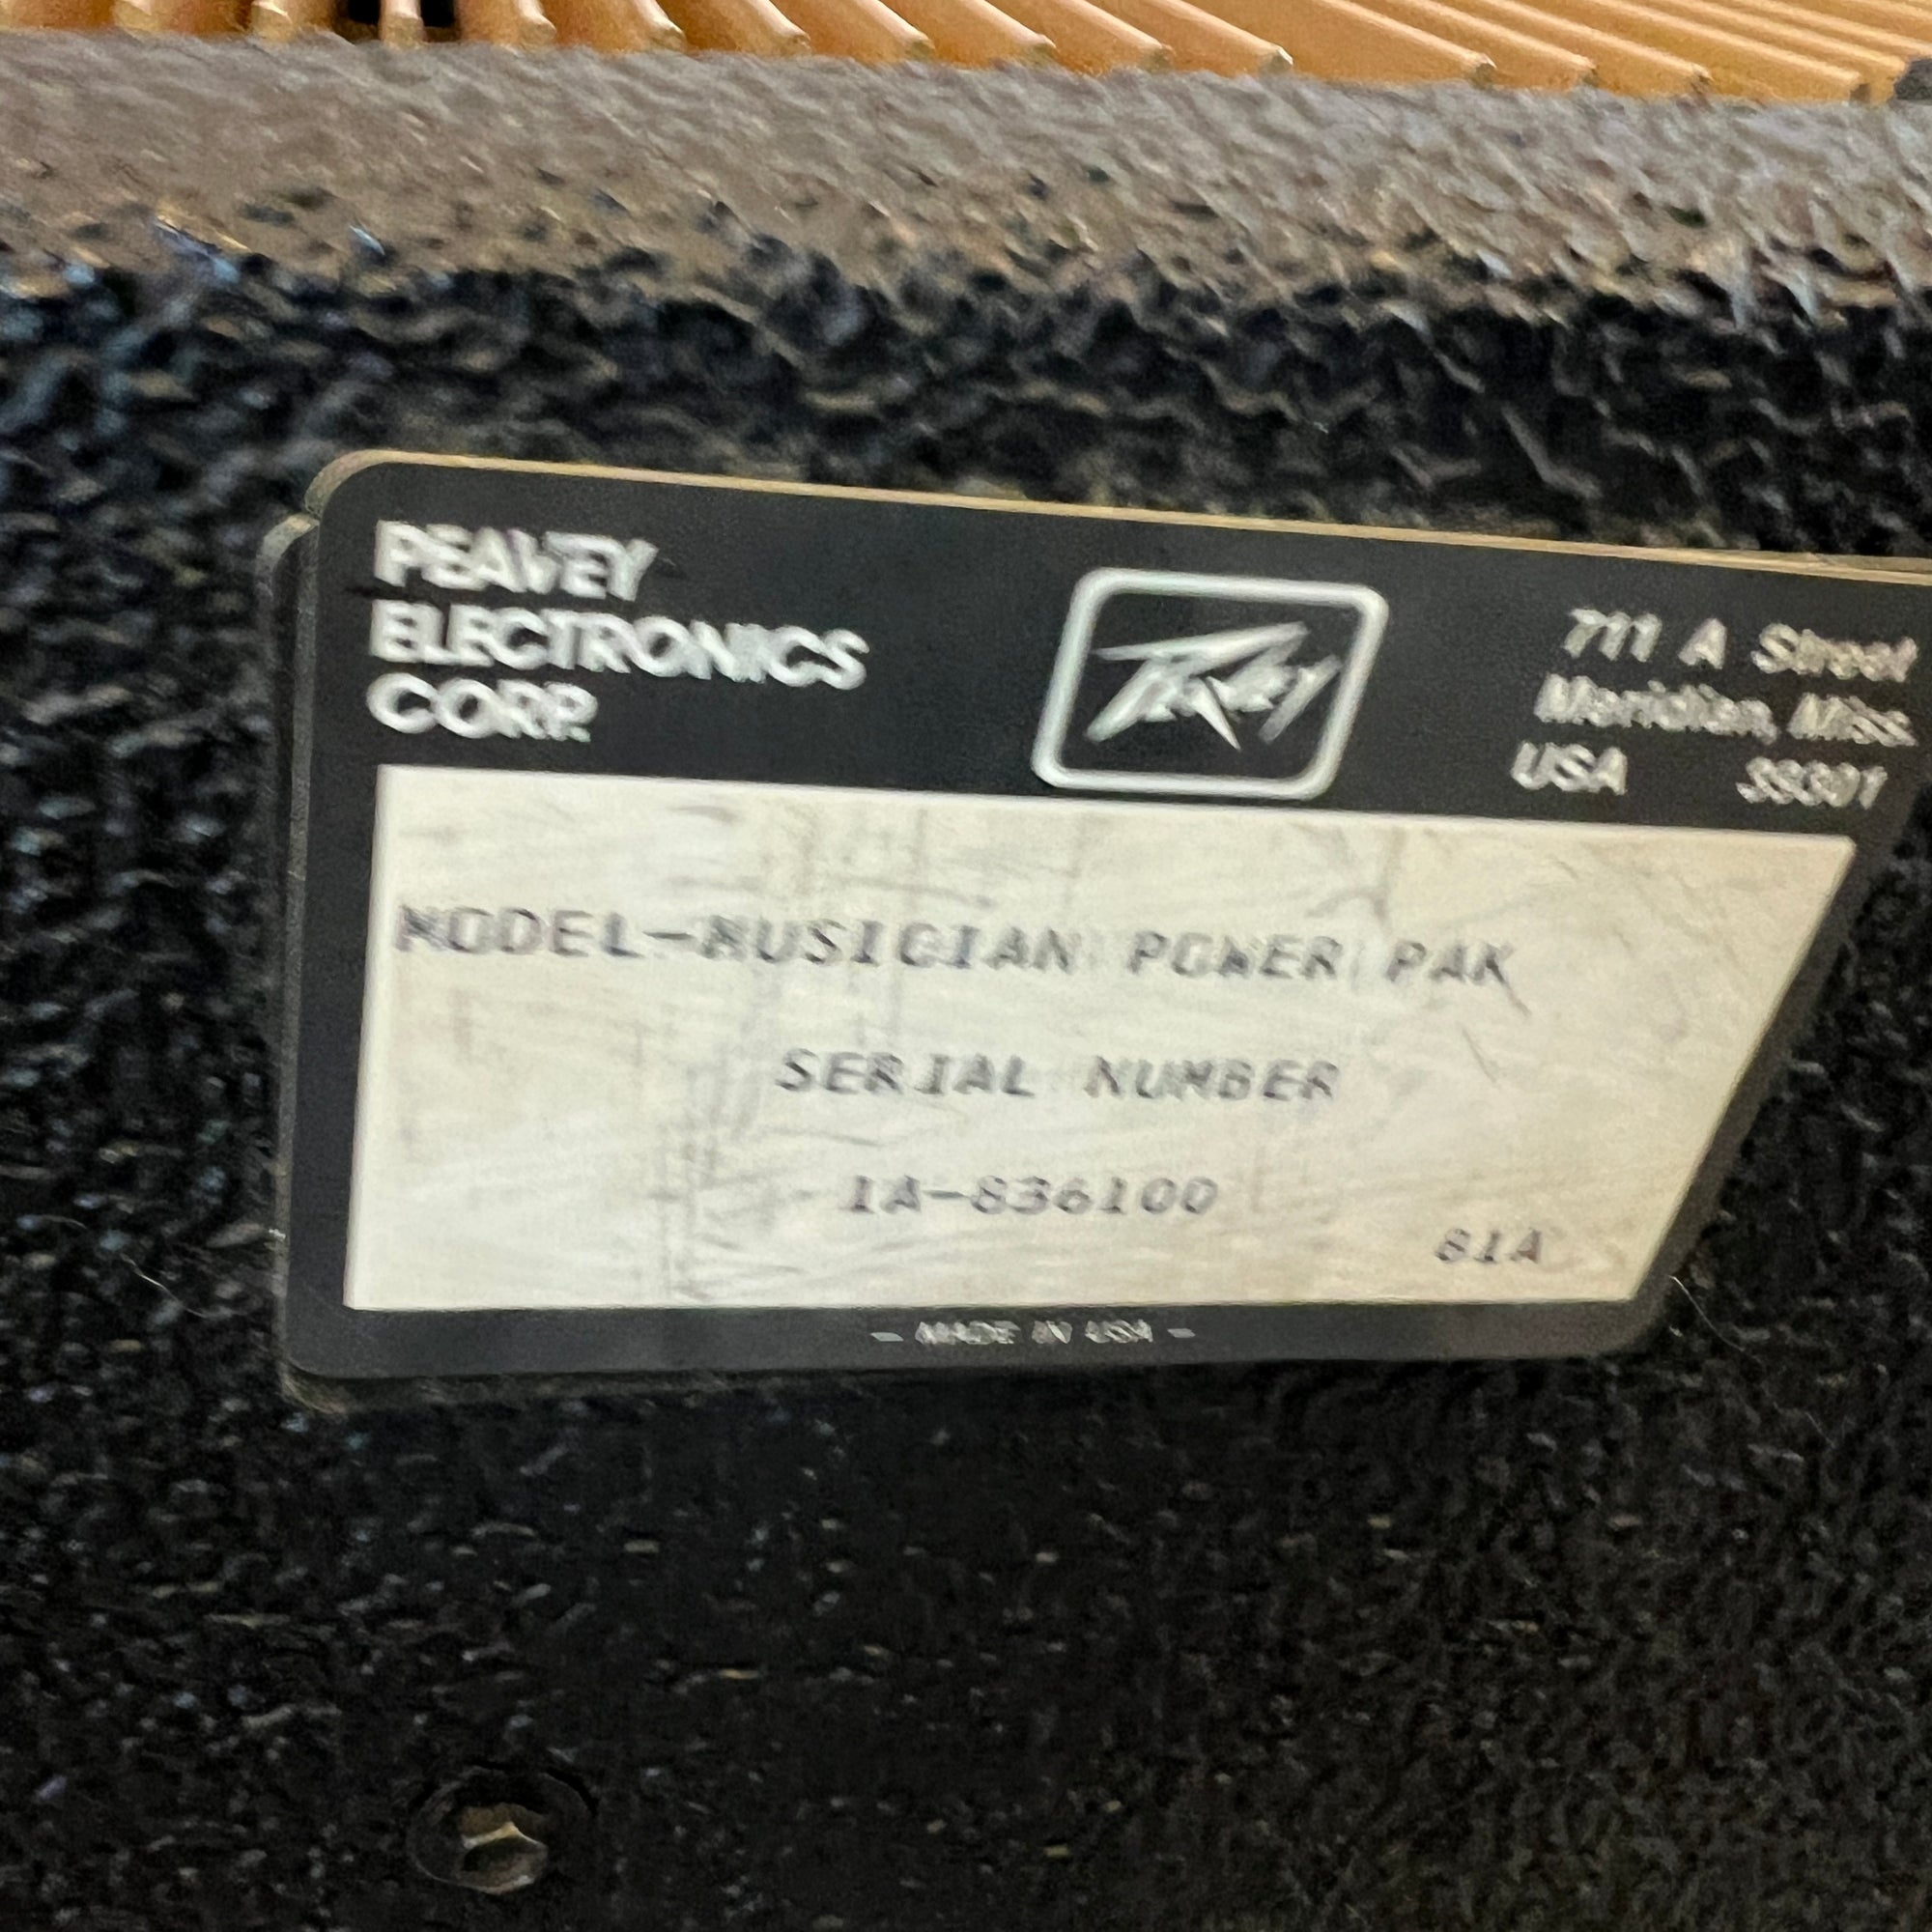 PEAVEY
ELECTRONICS
CORP.
Peavey
711 A Street
Meridian, Miss.
USA 39301
MODEL-MUSICIAN POWER PAK
SERIAL NUMBER
1A-836100
81A
- MADE IN USA -